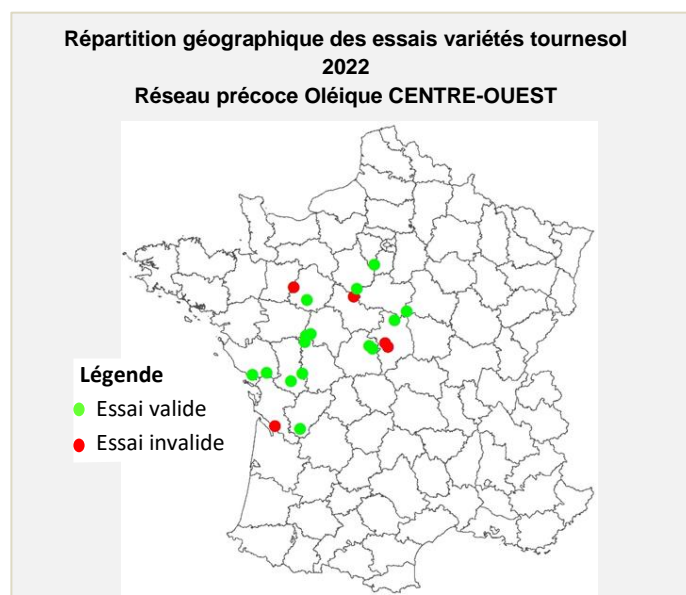 Répartition géographique des essais variétés tournesol
2022
Réseau précoce Oléique CENTRE-OUEST
Légende
Essai valide
Essai invalide